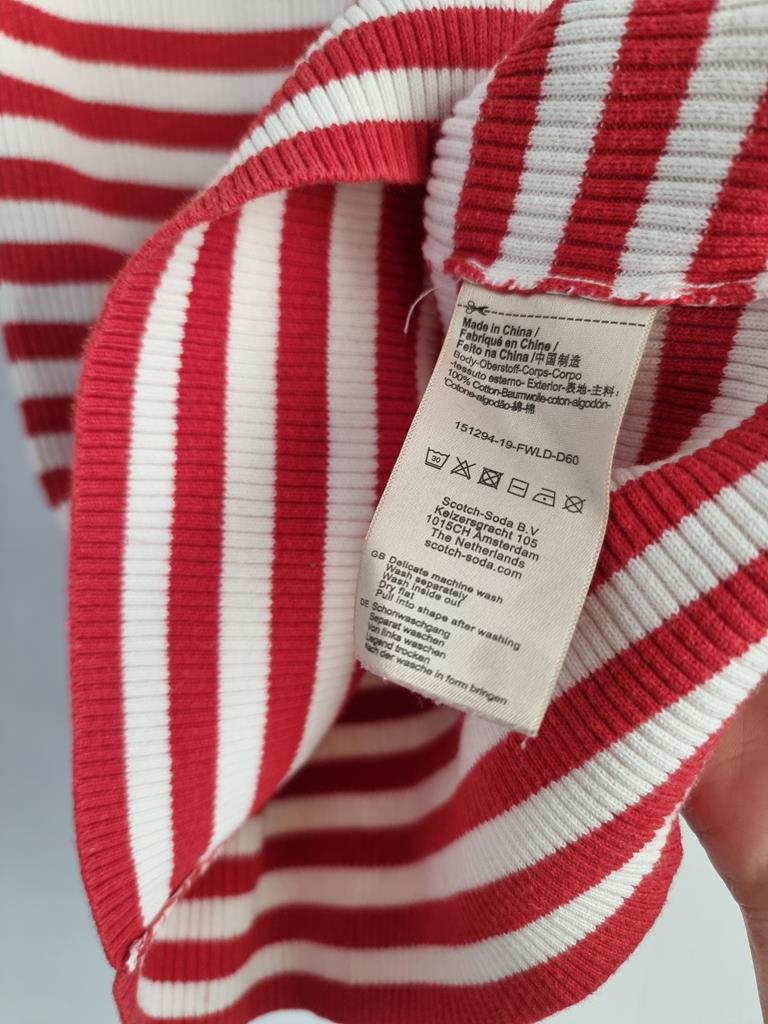 Made in China /
Fabriqué en Chine /
Feito na China /中国制造
Body-Oberstoff-Corps-Corpo
-tessuto esterno- Exterior-表地-主料:
100% Cotton-Baumwolle-coton-algodón-
Cotone-algodão-綿-棉
151294-19-FWLD-D60
30
Scotch-Soda B.V
Keizersgracht 105
1015CH Amsterdam
The Netherlands
scotch-soda.com
GB Delicate machine wash
Wash separately
Wash inside out
Dry flat
Pull into shape after washing
DE Schonwaschgang
Separat waschen
Von links waschen
Liegend trocken
Nach der wasche in form bringen